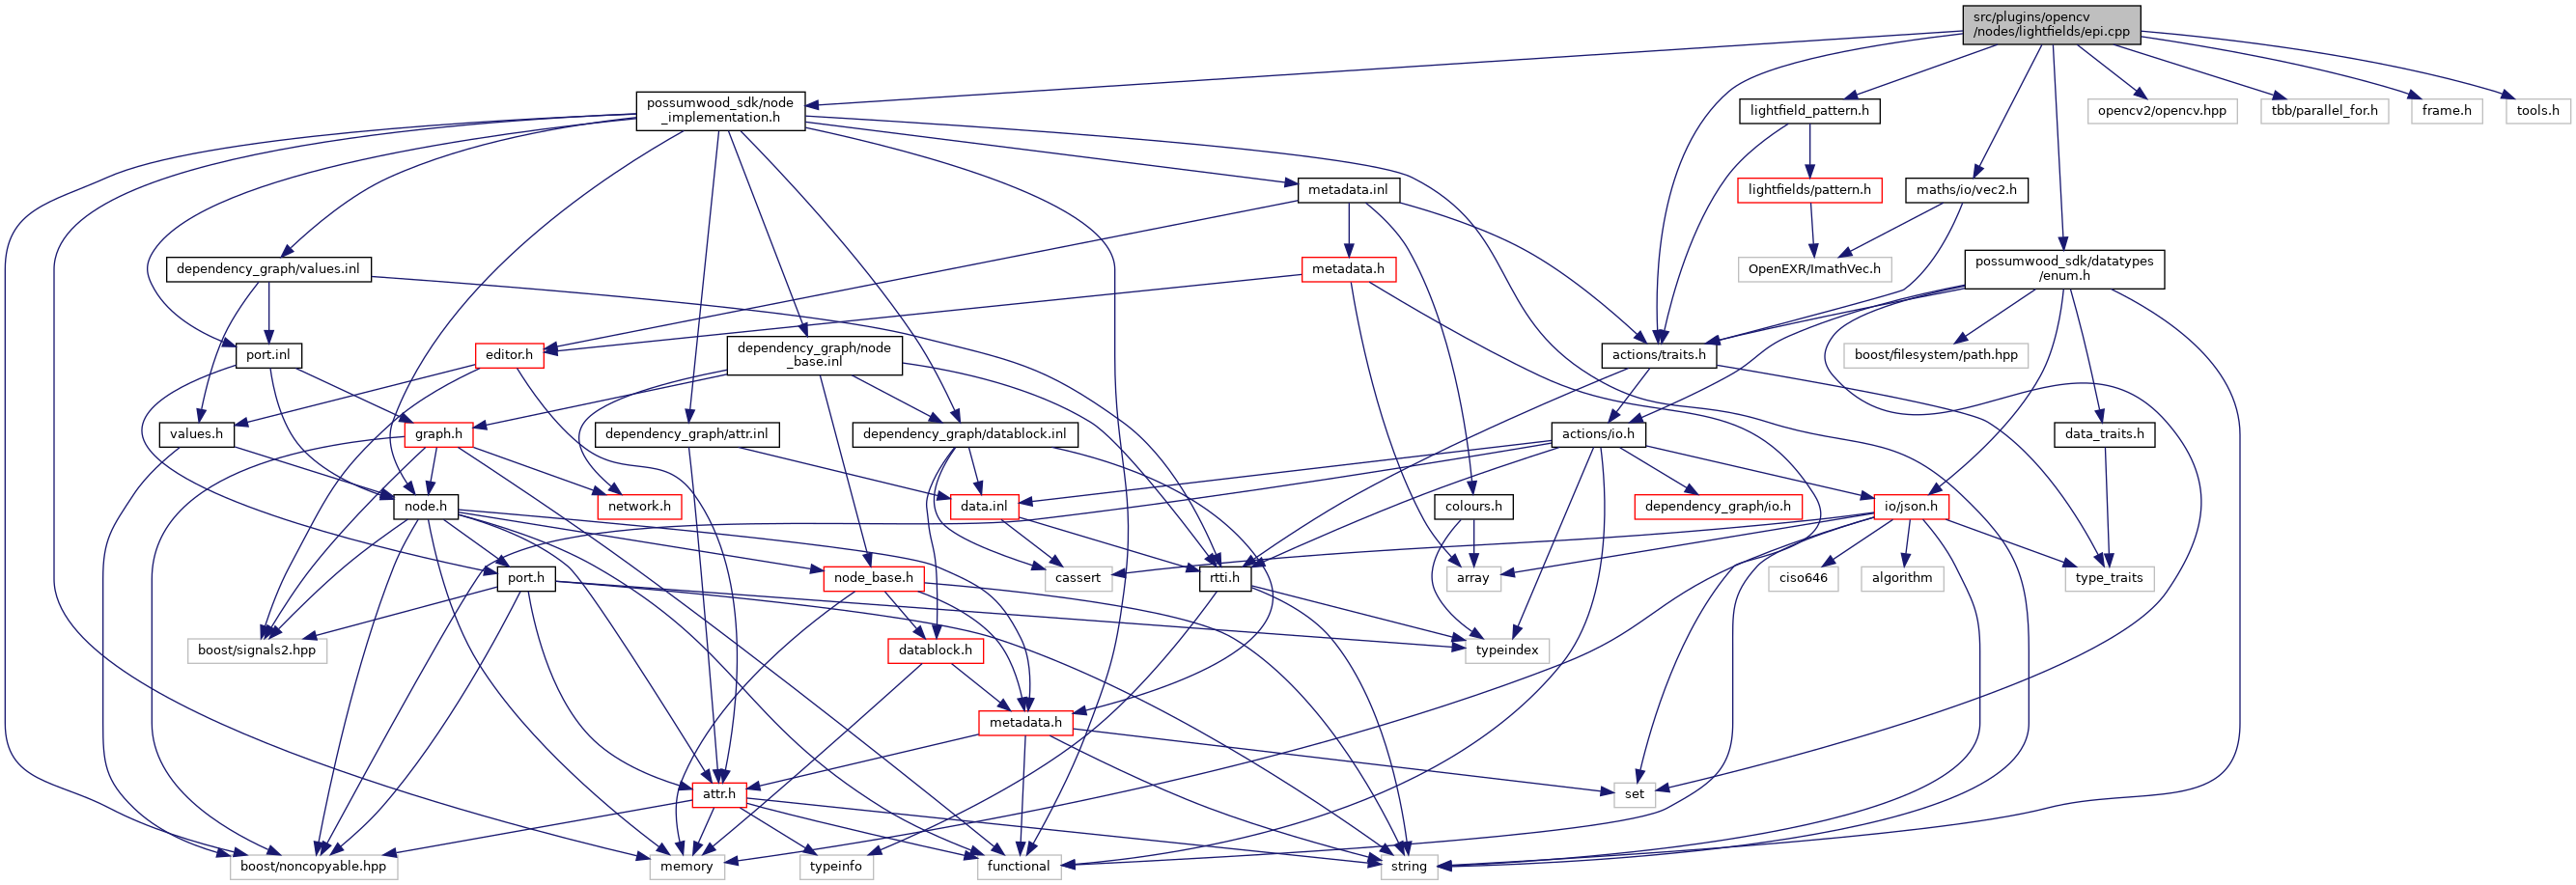 src/plugins/opencv
/nodes/lightfields/epi.cpp
possumwood_sdk/node
_implementation.h
lightfield_pattern.h
opencv2/opencv.hpp
tbb/parallel_for.h
frame.h
tools.h
metadata.inl
lightfields/pattern.h
maths/io/vec2.h
dependency_graph/values.inl
metadata.h
OpenEXR/ImathVec.h
possumwood_sdk/datatypes
/enum.h
port.inl
editor.h
dependency_graph/node
_base.inl
actions/traits.h
boost/filesystem/path.hpp
values.h
graph.h
dependency_graph/attr.inl
dependency_graph/datablock.inl
actions/io.h
data_traits.h
node.h
network.h
data.inl
colours.h
dependency_graph/io.h
io/json.h
port.h
node_base.h
cassert
rtti.h
array
ciso646
algorithm
type_traits
boost/signals2.hpp
datablock.h
typeindex
metadata.h
attr.h
set
boost/noncopyable.hpp
memory
typeinfo
functional
string